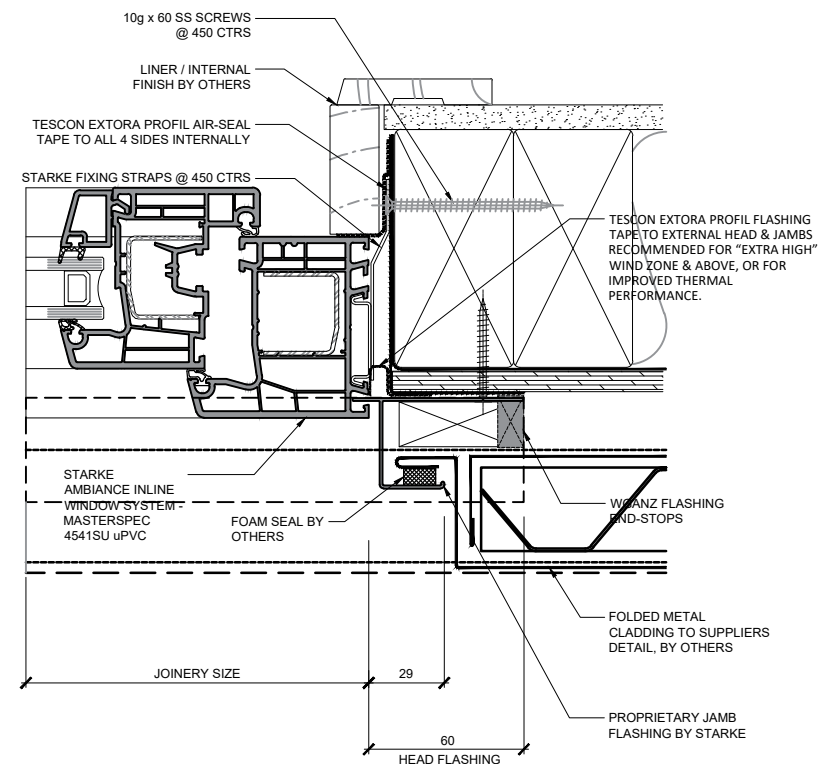 10g x 60 SS SCREWS
@ 450 CTRS
LINER / INTERNAL
FINISH BY OTHERS
TESCON EXTORA PROFIL AIR-SEAL
TAPE TO ALL 4 SIDES INTERNALLY
STARKE FIXING STRAPS @ 450 CTRS
TESCON EXTORA PROFIL FLASHING
TAPE TO EXTERNAL HEAD & JAMBS
RECOMMENDED FOR “EXTRA HIGH”
WIND ZONE & ABOVE, OR FOR
IMPROVED THERMAL
PERFORMANCE.
STARKE
AMBIANCE INLINE
WINDOW SYSTEM -
MASTERSPEC
4541SU uPVC
FOAM SEAL BY
OTHERS
WGANZ FLASHING
END-STOPS
FOLDED METAL
CLADDING TO SUPPLIERS
DETAIL, BY OTHERS
JOINERY SIZE
29
PROPRIETARY JAMB
FLASHING BY STARKE
60
HEAD FLASHING